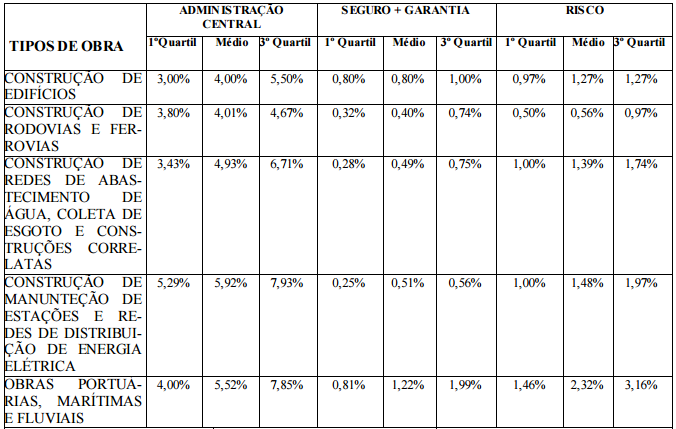 TIPOS DE OBRA ADMINISTRAÇÃO CENTRAL SEGURO + GARANTIA RISCO
1ºQuartil Médio 3º Quartil 1º Quartil Médio 3º Quartil 1º Quartil Médio 3º Quartil
CONSTRUÇÃO DE 3,00% 4,00% 5,50% 0,80% 0,80% 1,00% 0,97% 1,27% 1,27%
EDIFÍCIOS
CONSTRUÇÃO DE 3,80% 4,01% 4,67% 0,32% 0,40% 0,74% 0,50% 0,56% 0,97%
RODOVIAS E FER-
ROVIAS
CONSTRUÇÃO DE 3,43% 4,93% 6,71% 0,28% 0,49% 0,75% 1,00% 1,39% 1,74%
REDES DE ABAS-
TECIMENTO DE
ÁGUA, COLETA DE
ESGOTO E CONS-
TRUÇÕES CORRE-
LATAS
CONSTRUÇÃO DE 5,29% 5,92% 7,93% 0,25% 0,51% 0,56% 1,00% 1,48% 1,97%
MANUNTEÇÃO DE
ESTAÇÕES E RE-
DES DE DISTRIBUI-
ÇÃO DE ENERGIA
ELÉTRICA
OBRAS PORTUÁ- 4,00% 5,52% 7,85% 0,81% 1,22% 1,99% 1,46% 2,32% 3,16%
RIAS, MARÍTIMAS
E FLUVIAIS